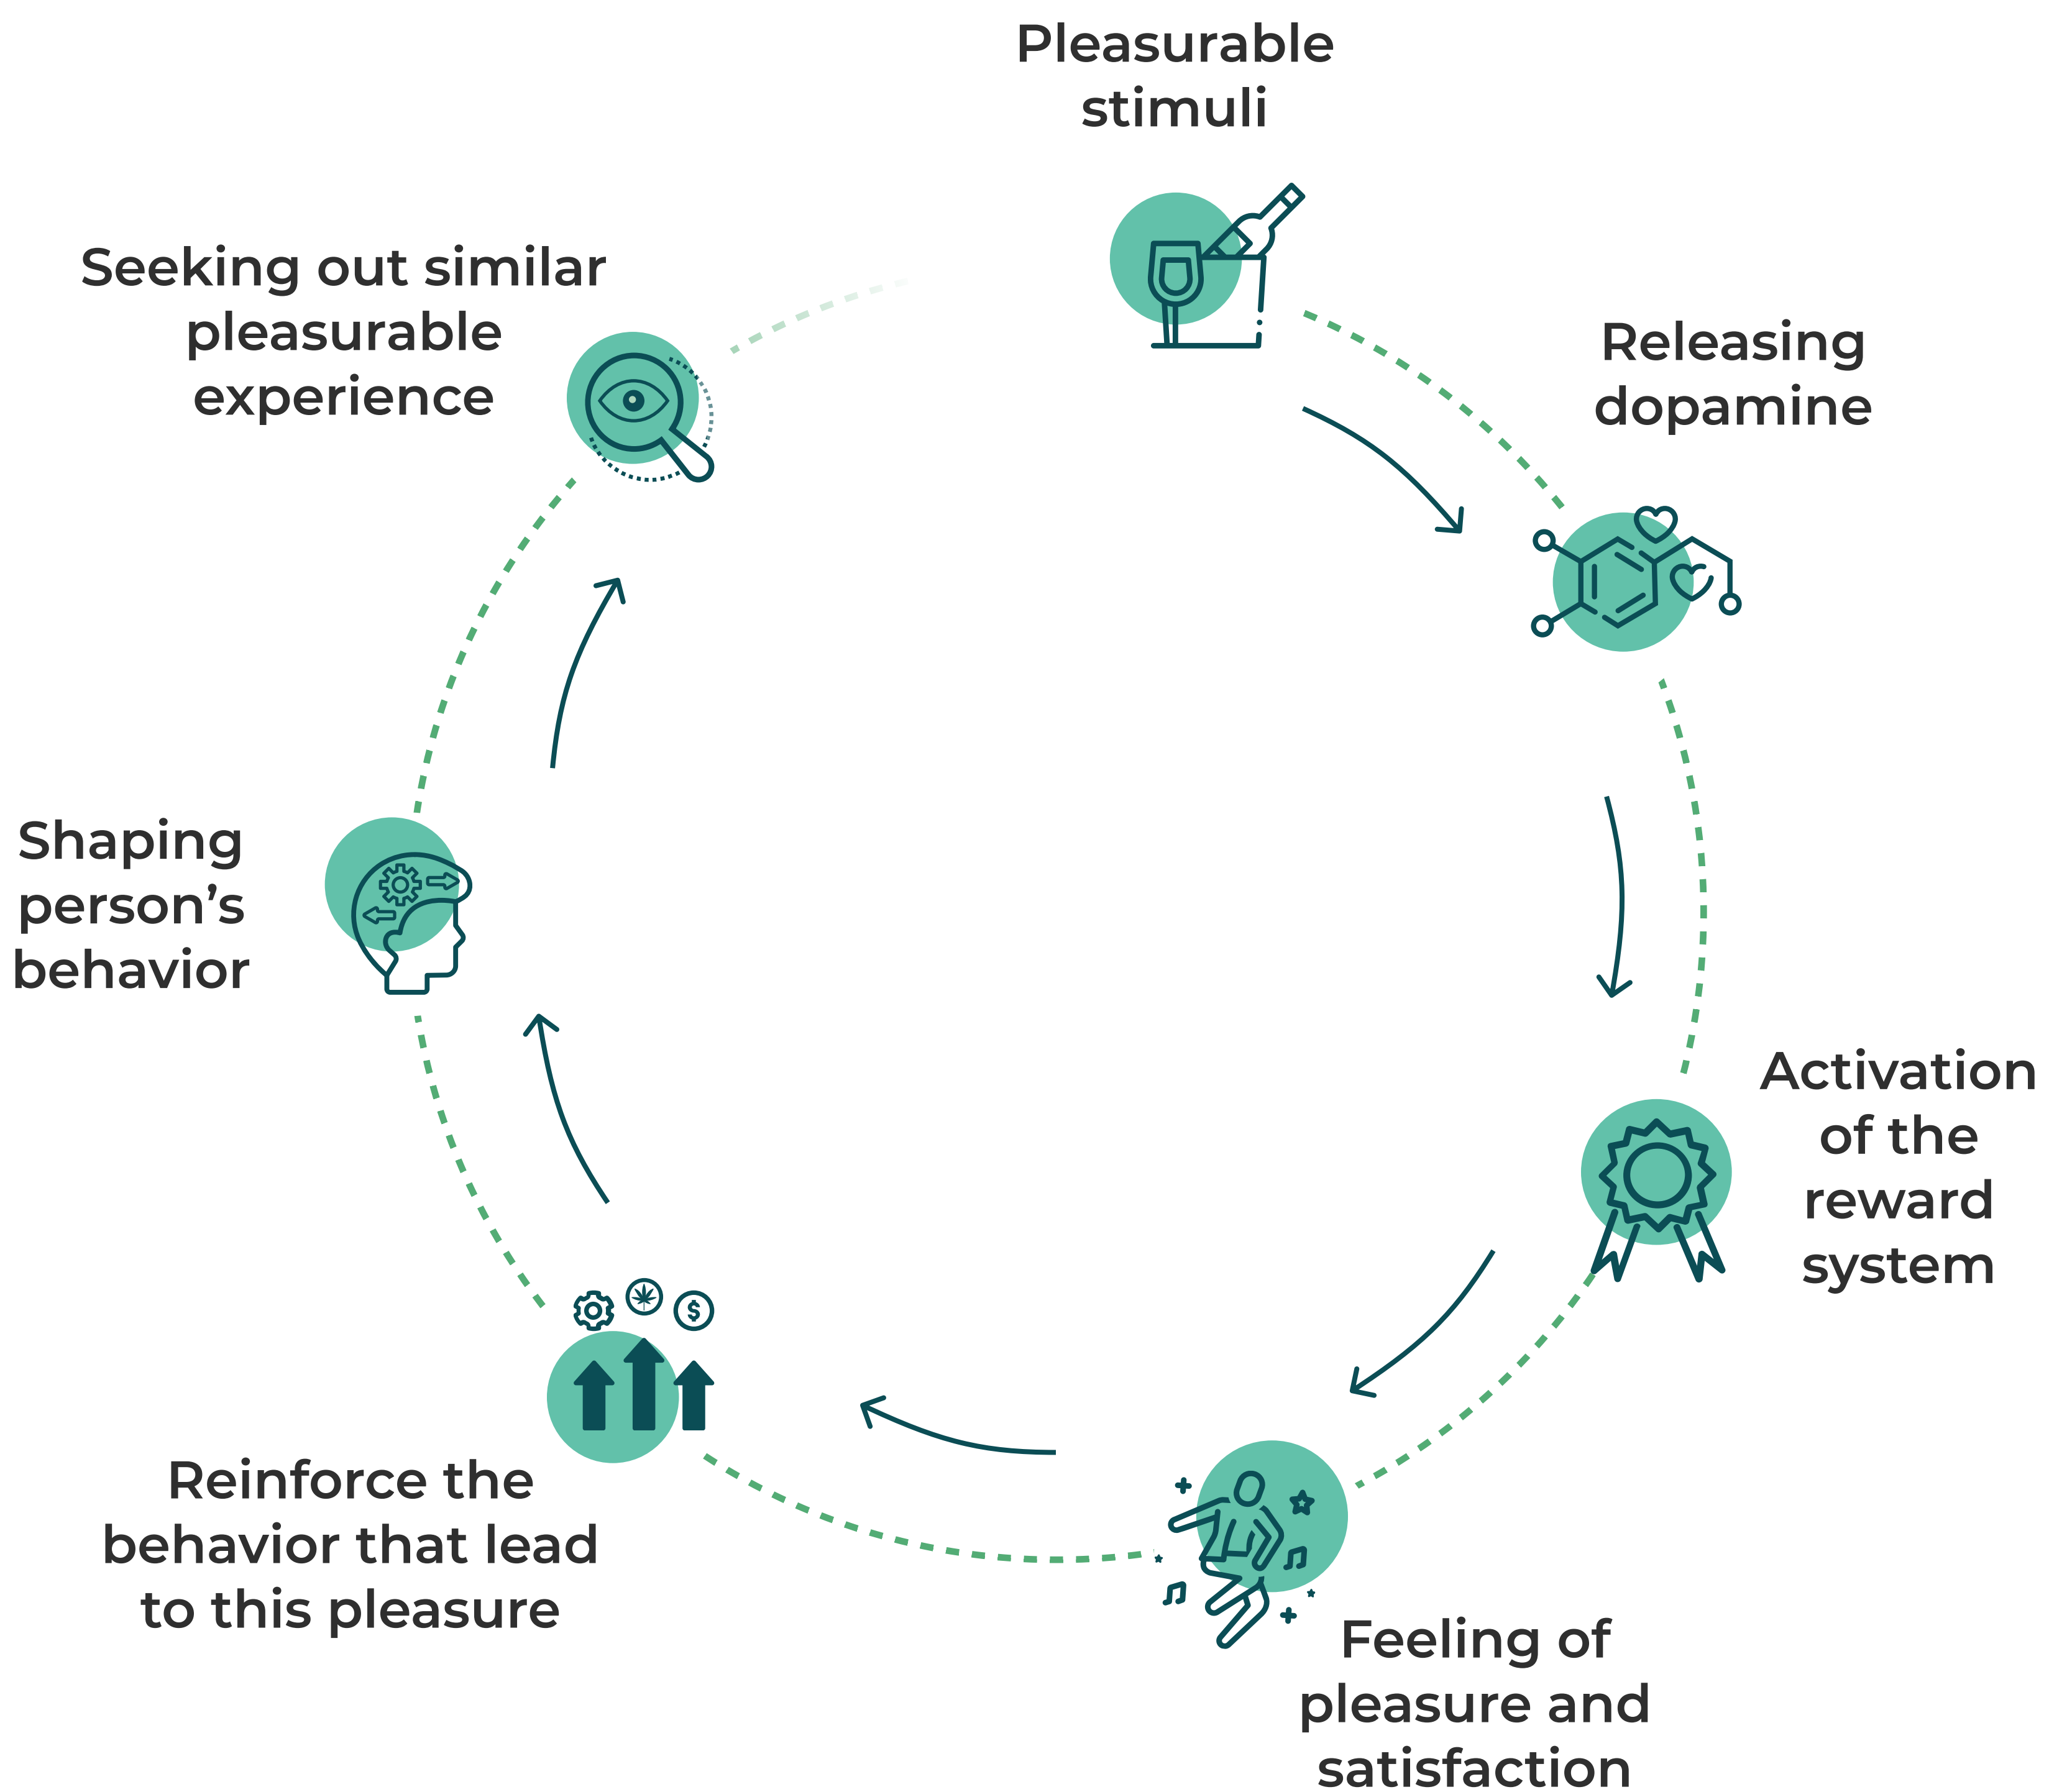 Pleasurable
stimuli
Releasing
dopamine
Activation
of the
reward
system
Feeling of
pleasure and
satisfaction
Reinforce the
behavior that lead
to this pleasure
$
Shaping
person's
behavior
Seeking out similar
pleasurable
experience